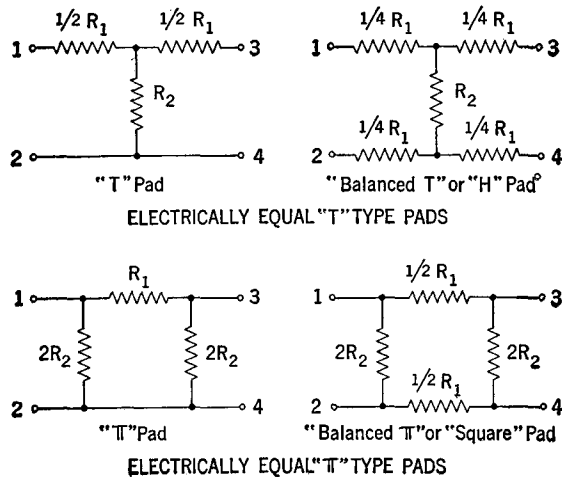 1/2 R1 1/2 R1
1 3
R2
2 4
"T" Pad
1/4 R1 1/4 R1
1 3
R2
1/4 R1 1/4 R1
2 4
"Balanced T" or "H" Pad
ELECTRICALLY EQUAL "T" TYPE PADS
R1
1 3
2R2 2R2
2 4
"π" Pad
1/2 R1
1 3
2R2 2R2
1/2 R1
2 4
"Balanced π" or "Square" Pad
ELECTRICALLY EQUAL "π" TYPE PADS